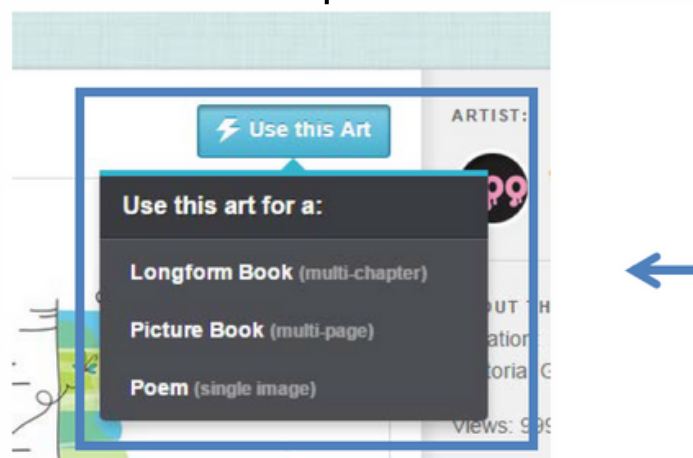 Use this Art
ARTIST:
Use this art for a:
Longform Book (multi-chapter)
Picture Book (multi-page)
Poem (single image)
Views: